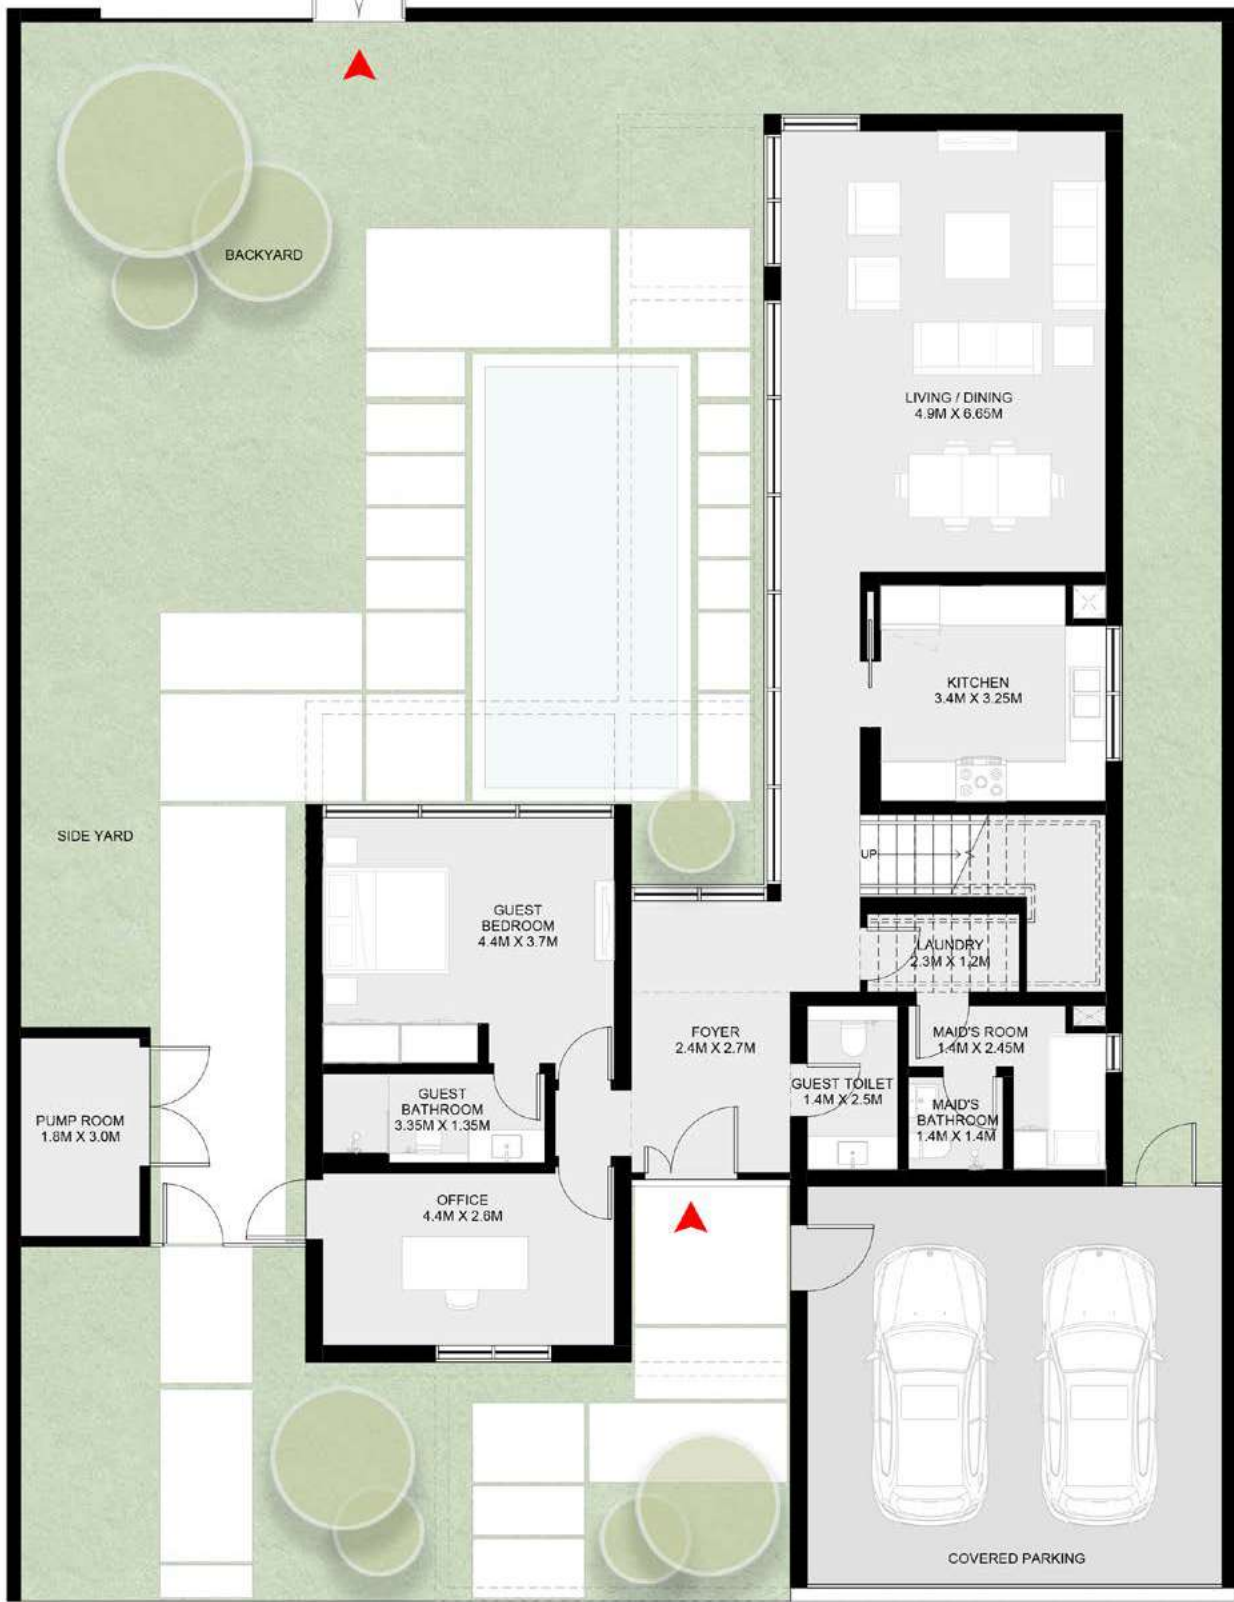 BACKYARD
LIVING / DINING
4.9M X 6.65M
KITCHEN
3.4M X 3.25M
SIDE YARD
UP
GUEST
BEDROOM
4.4M X 3.7M
LAUNDRY
2.3M X 1.2M
FOYER
2.4M X 2.7M
MAID'S ROOM
1.4M X 2.45M
GUEST TOILET
1.4M X 2.5M
GUEST
BATHROOM
3.35M X 1.35M
MAID'S
BATHROOM
1.4M X 1.4M
PUMP ROOM
1.8M X 3.0M
OFFICE
4.4M X 2.6M
COVERED PARKING